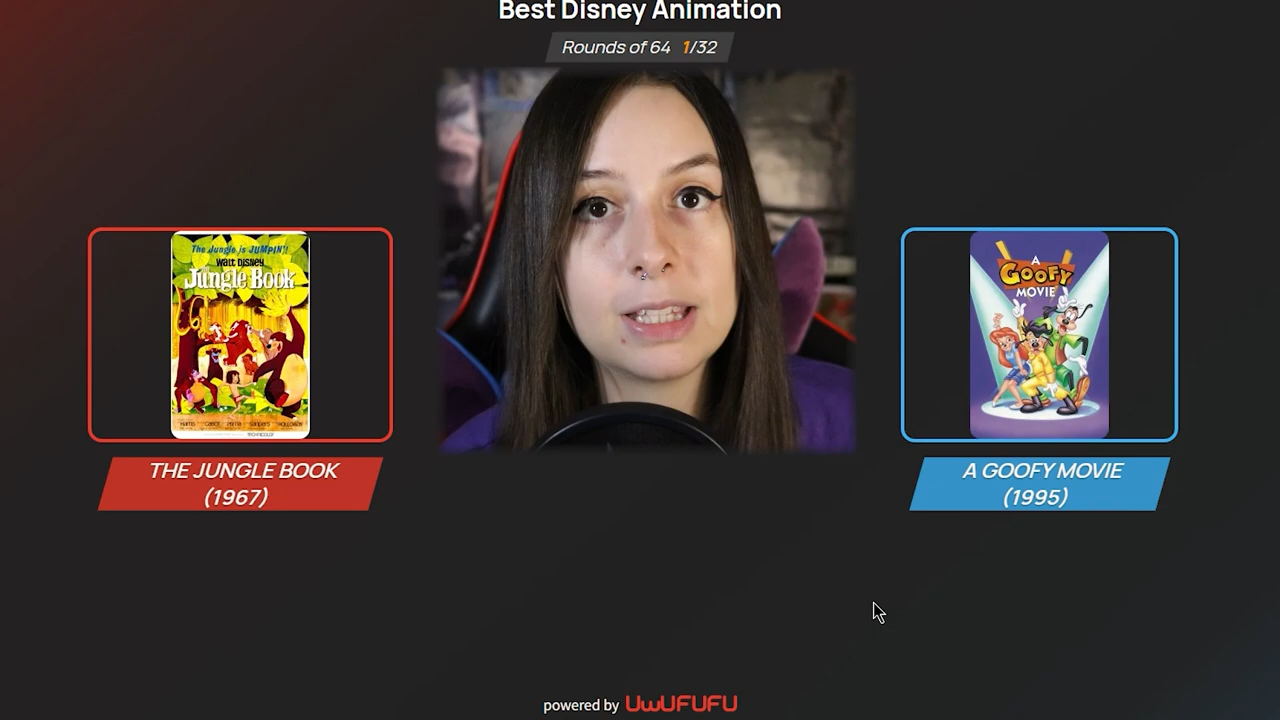 Best Disney Animation
Rounds of 64 1/32
The Jungle is JUMPIN'!
WALT DISNEY
Jungle Book
TECHNICOLOR
A
GOOFY
MOVIE
THE JUNGLE BOOK
(1967)
A GOOFY MOVIE
(1995)
powered by UwUFUFU